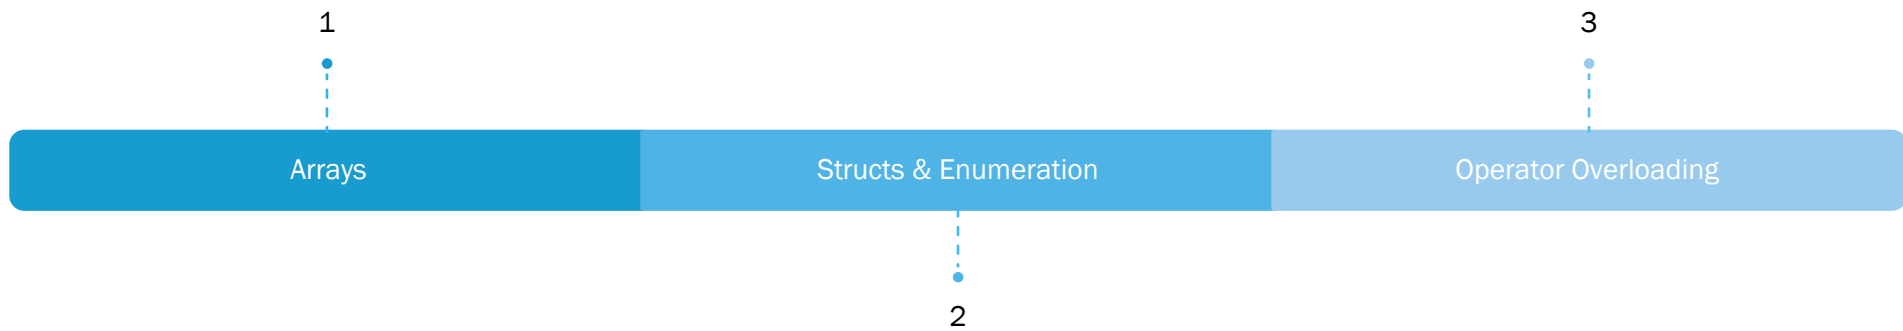 1
3
Arrays
Structs & Enumeration
Operator Overloading
2